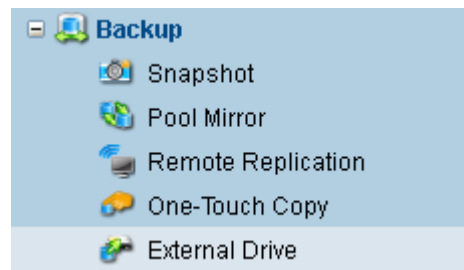 Backup
Snapshot
Pool Mirror
Remote Replication
One-Touch Copy
External Drive